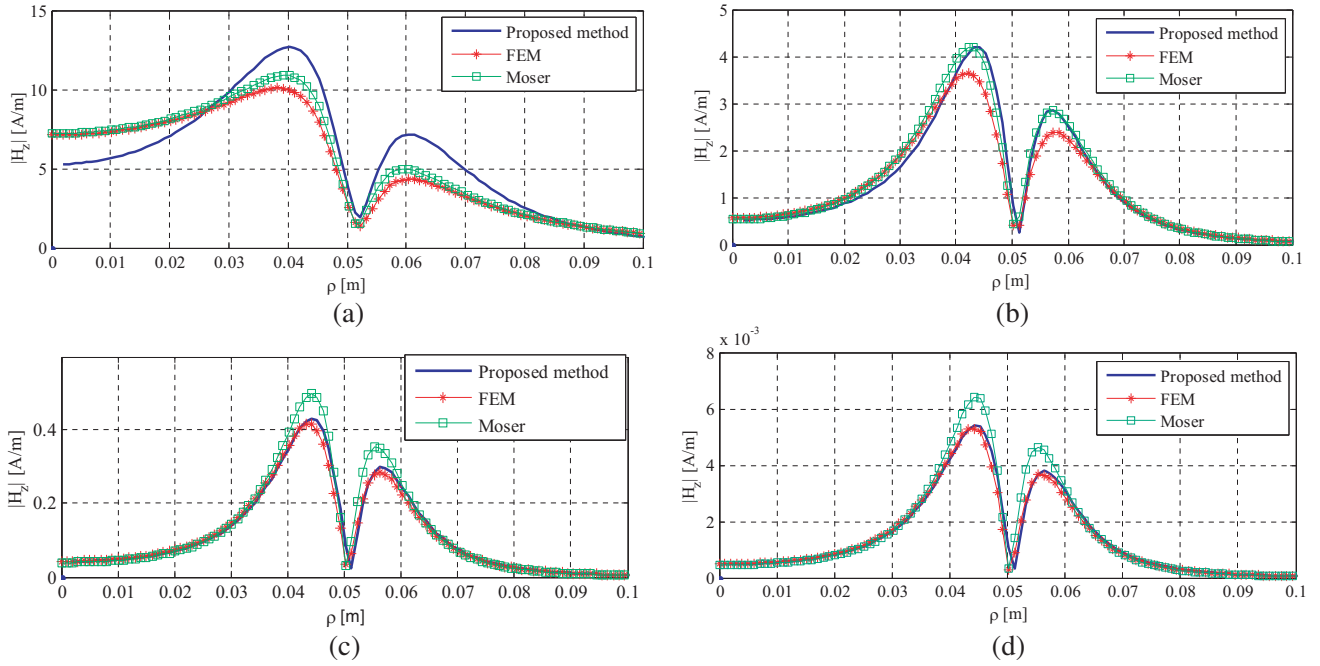 15
10
5
0
|H_z| [A/m]
0 0.01 0.02 0.03 0.04 0.05 0.06 0.07 0.08 0.09 0.1
ρ [m]
Proposed method
FEM
Moser
(a)
5
4
3
2
1
0
|H_z| [A/m]
0 0.01 0.02 0.03 0.04 0.05 0.06 0.07 0.08 0.09 0.1
ρ [m]
Proposed method
FEM
Moser
(b)
0.4
0.2
0
|H_z| [A/m]
0 0.01 0.02 0.03 0.04 0.05 0.06 0.07 0.08 0.09 0.1
ρ [m]
Proposed method
FEM
Moser
(c)
x 10⁻³
8
6
4
2
0
|H_z| [A/m]
0 0.01 0.02 0.03 0.04 0.05 0.06 0.07 0.08 0.09 0.1
ρ [m]
Proposed method
FEM
Moser
(d)